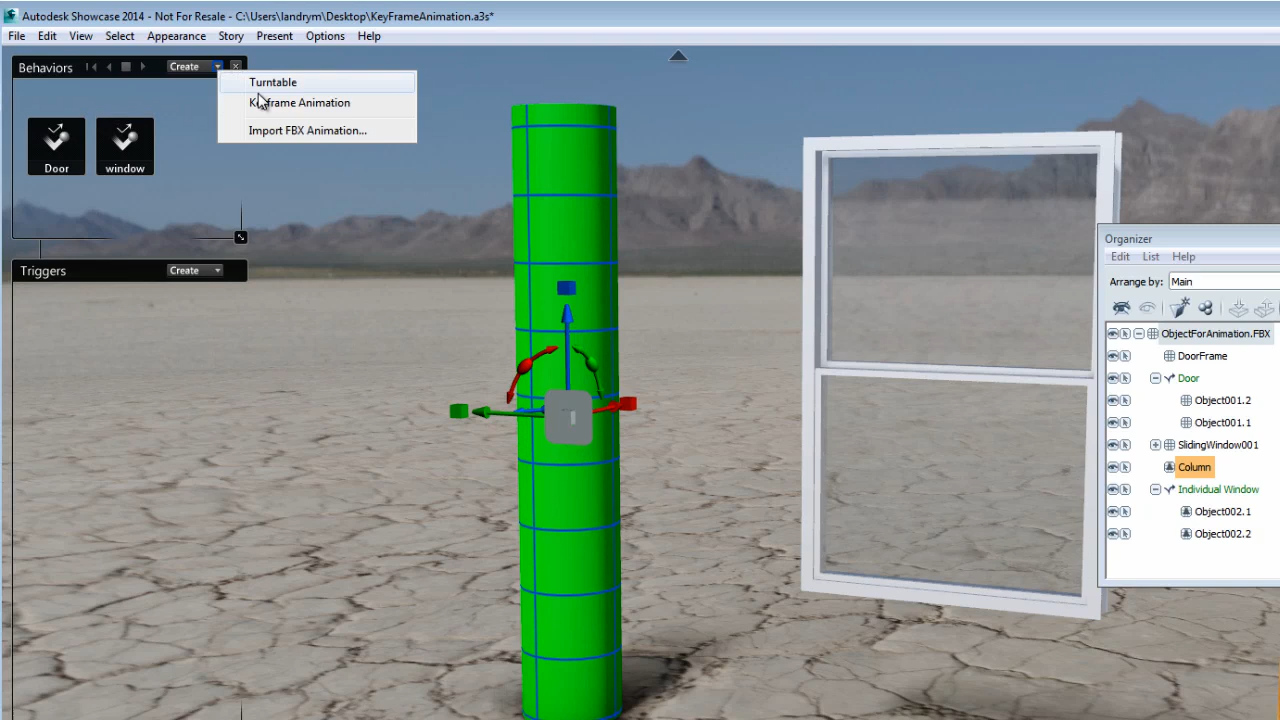 Autodesk Showcase 2014 - Not For Resale - C:\Users\landrym\Desktop\KeyFrameAnimation.a3s*
File Edit View Select Appearance Story Present Options Help
Behaviors Create
Turntable
Keyframe Animation
Import FBX Animation...
Door window
Triggers Create
Organizer
Edit List Help
Arrange by: Main
ObjectForAnimation.FBX
DoorFrame
Door
Object001.2
Object001.1
SlidingWindow001
Column
Individual Window
Object002.1
Object002.2